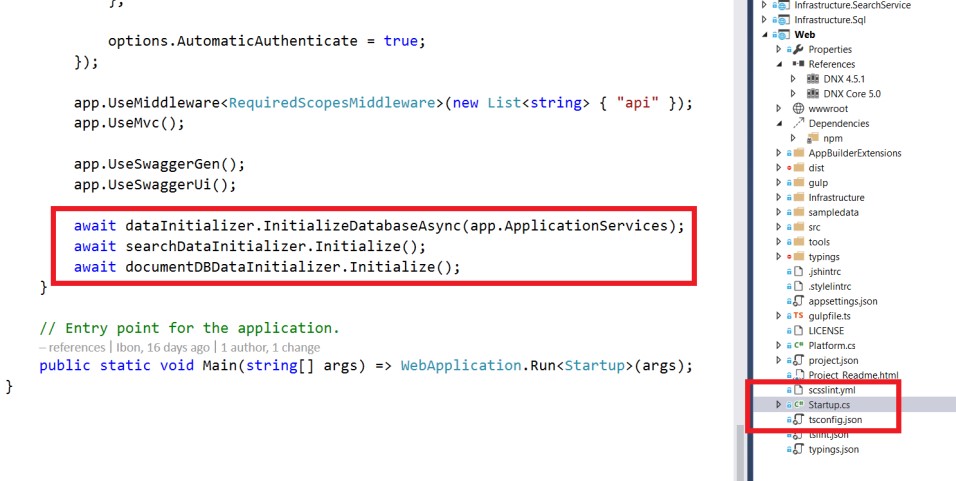 };
options.AutomaticAuthenticate = true;
});
app.UseMiddleware<RequiredScopesMiddleware>(new List<string> { "api" });
app.UseMvc();
app.UseSwaggerGen();
app.UseSwaggerUi();
await dataInitializer.InitializeDatabaseAsync(app.ApplicationServices);
await searchDataInitializer.Initialize();
await documentDBDataInitializer.Initialize();
}
// Entry point for the application.
– references | Ibon, 16 days ago | 1 author, 1 change
public static void Main(string[] args) => WebApplication.Run<Startup>(args);
}
Infrastructure.SearchService
Infrastructure.Sql
Web
Properties
References
DNX 4.5.1
DNX Core 5.0
wwwroot
Dependencies
npm
AppBuilderExtensions
dist
gulp
Infrastructure
sampledata
src
tools
typings
.jshintrc
.stylelintrc
appsettings.json
TS gulpfile.ts
LICENSE
C# Platform.cs
project.json
Project_Readme.html
scsslint.yml
C# Startup.cs
tsconfig.json
tslint.json
typings.json